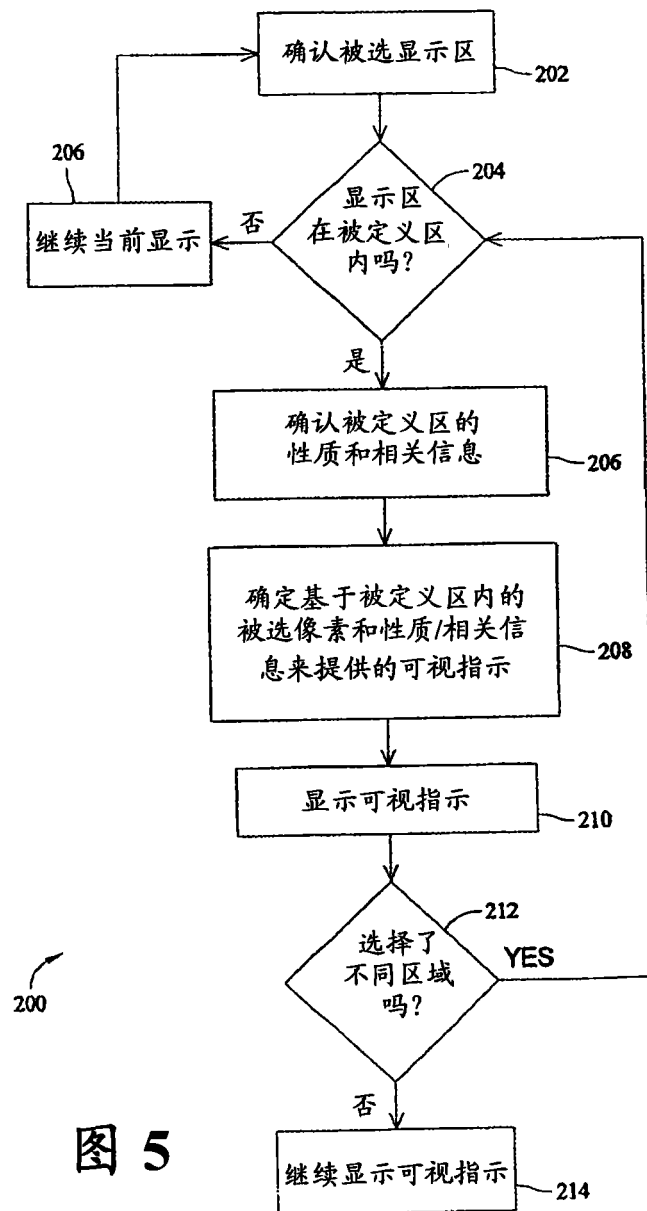 确认被选显示区
202
206
204
显示区
在被定义区
内吗?
否
继续当前显示
是
确认被定义区的
性质和相关信息
206
确定基于被定义区内的
被选像素和性质/相关信
息来提供的可视指示
208
显示可视指示
210
212
选择了
不同区域
吗?
YES
200
否
图 5
继续显示可视指示
214